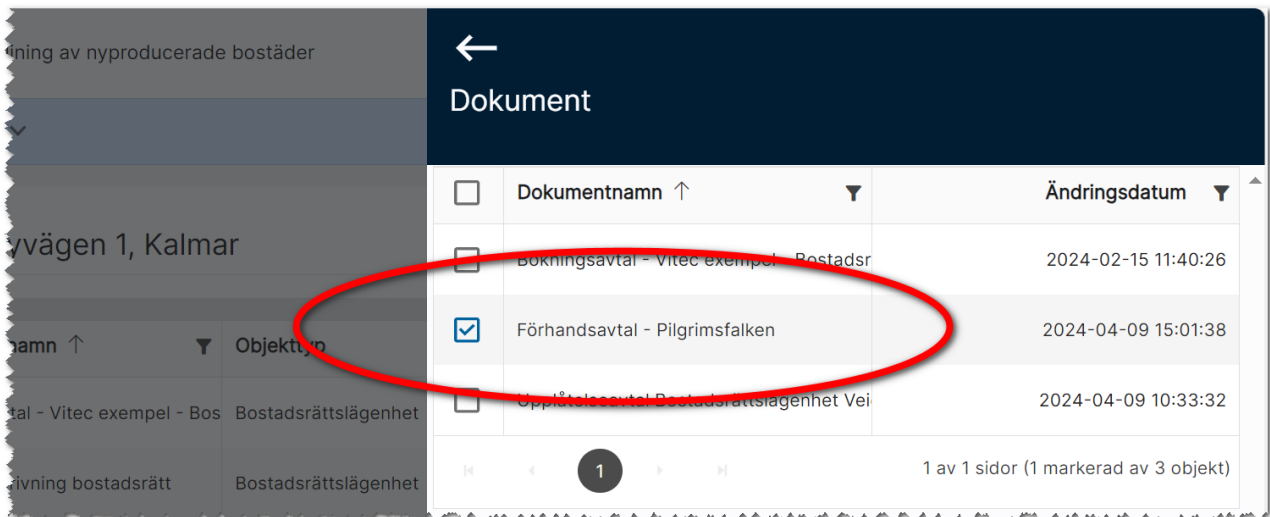 av nyproducerade bostäder
Dokument
Dokumentnamn ↑ Ändringsdatum
1, Kalmar
Bokningsavtal - Vitec exempel - Bostadsr 2024-02-15 11:40:26
Förhandsavtal - Pilgrimsfalken 2024-04-09 15:01:38
namn ↑ Objekttyp
Upplåtelseavtal Bostadsrättslägenhet Vei 2024-04-09 10:33:32
tal - Vitec exempel - Bos Bostadsrättslägenhet
1 1 av 1 sidor (1 markerad av 3 objekt)
rivning bostadsrätt Bostadsrättslägenhet